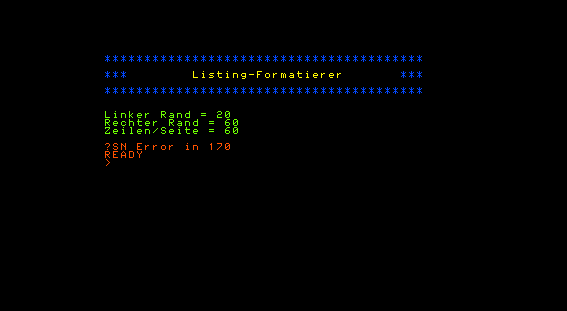 ****************************************
*** Listing-Formatierer ***
****************************************
Linker Rand = 20
Rechter Rand = 60
Zeilen/Seite = 60
?SN Error in 170
READY
>